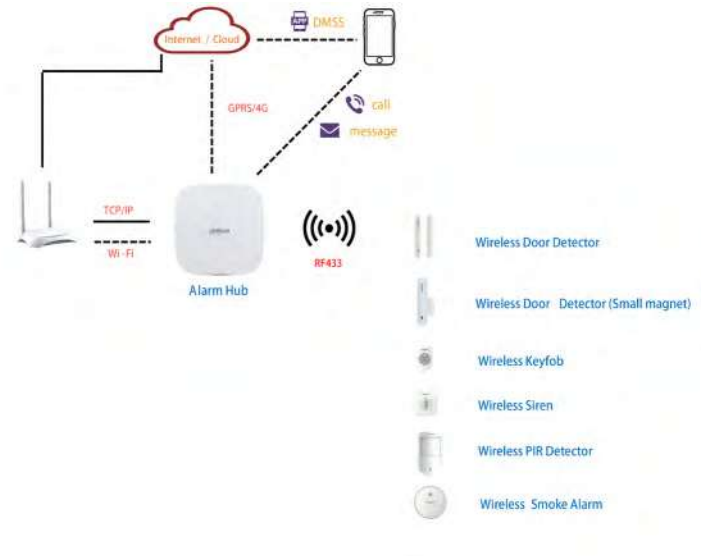 APP DMSS
Internet / Cloud
GPRS/4G
call
message
TCP/IP
Wi-Fi
RF433
Alarm Hub
Wireless Door Detector
Wireless Door Detector (Small magnet)
Wireless Keyfob
Wireless Siren
Wireless PIR Detector
Wireless Smoke Alarm